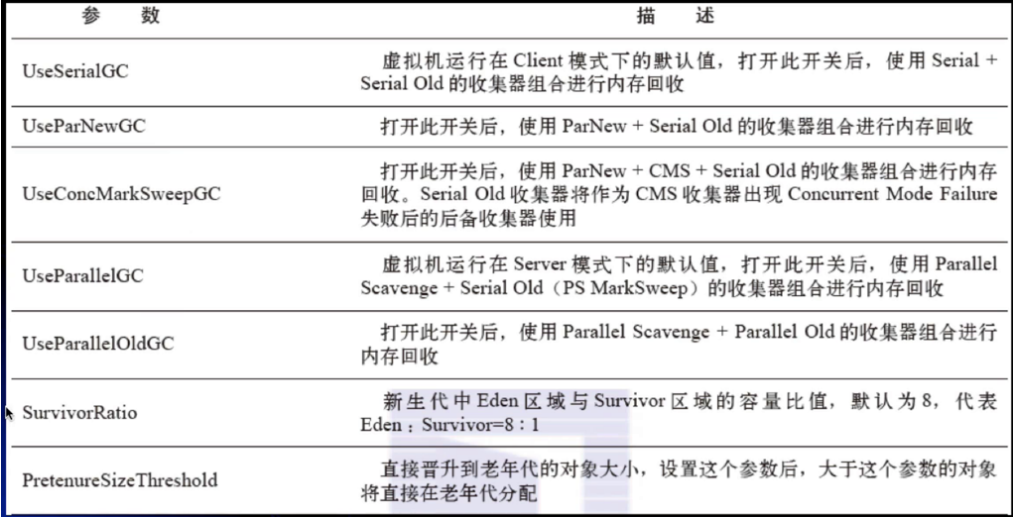 参 数 描 述
UseSerialGC
虚拟机运行在 Client 模式下的默认值，打开此开关后，使用 Serial +
Serial Old 的收集器组合进行内存回收
UseParNewGC
打开此开关后，使用 ParNew + Serial Old 的收集器组合进行内存回收
UseConcMarkSweepGC
打开此开关后，使用 ParNew + CMS + Serial Old 的收集器组合进行内存
回收。Serial Old 收集器将作为 CMS 收集器出现 Concurrent Mode Failure
失败后的后备收集器使用
UseParallelGC
虚拟机运行在 Server 模式下的默认值，打开此开关后，使用 Parallel
Scavenge + Serial Old（PS MarkSweep）的收集器组合进行内存回收
UseParallelOldGC
打开此开关后，使用 Parallel Scavenge + Parallel Old 的收集器组合进行
内存回收
SurvivorRatio
新生代中 Eden 区域与 Survivor 区域的容量比值，默认为 8，代表
Eden：Survivor=8：1
PretenureSizeThreshold
直接晋升到老年代的对象大小，设置这个参数后，大于这个参数的对象
将直接在老年代分配